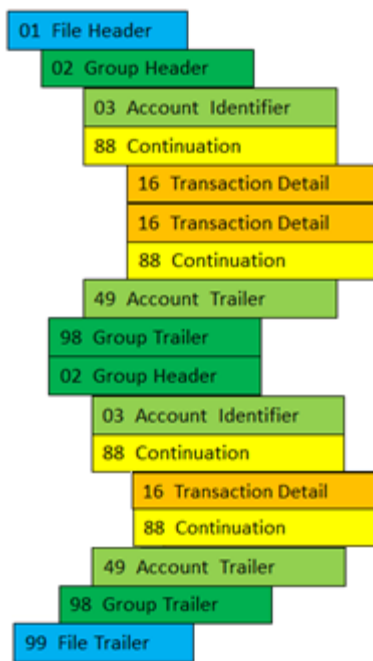 01 File Header
02 Group Header
03 Account Identifier
88 Continuation
16 Transaction Detail
16 Transaction Detail
88 Continuation
49 Account Trailer
98 Group Trailer
02 Group Header
03 Account Identifier
88 Continuation
16 Transaction Detail
88 Continuation
49 Account Trailer
98 Group Trailer
99 File Trailer